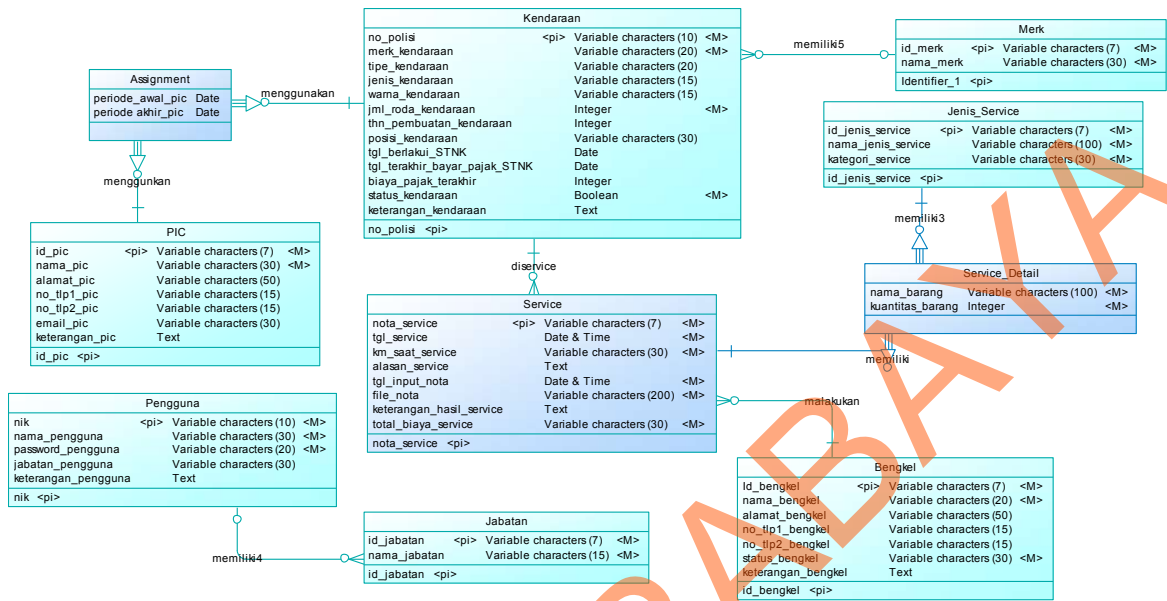 Kendaraan
no_polisi <pi> Variable characters (10) <M>
merk_kendaraan Variable characters (20) <M>
tipe_kendaraan Variable characters (20)
jenis_kendaraan Variable characters (15)
warna_kendaraan Variable characters (15)
jml_roda_kendaraan Integer <M>
thn_pembuatan_kendaraan Integer
posisi_kendaraan Variable characters (30)
tgl_berlakui_STNK Date
tgl_terakhir_bayar_pajak_STNK Date
biaya_pajak_terakhir Integer
status_kendaraan Boolean <M>
keterangan_kendaraan Text
no_polisi <pi>
memiliki5
Merk
id_merk <pi> Variable characters (7) <M>
nama_merk Variable characters (30) <M>
Identifier_1 <pi>
Assignment
periode_awal_pic Date
periode akhir_pic Date
menggunakan
menggunkan
Jenis_Service
id_jenis_service <pi> Variable characters (7) <M>
nama_jenis_service Variable characters (100) <M>
kategori_service Variable characters (30) <M>
id_jenis_service <pi>
memiliki3
PIC
id_pic <pi> Variable characters (7) <M>
nama_pic Variable characters (30) <M>
alamat_pic Variable characters (50)
no_tlp1_pic Variable characters (15)
no_tlp2_pic Variable characters (15)
email_pic Variable characters (30)
keterangan_pic Text
id_pic <pi>
diservice
Service_Detail
nama_barang Variable characters (100) <M>
kuantitas_barang Integer <M>
Service
nota_service <pi> Variable characters (7) <M>
tgl_service Date & Time <M>
km_saat_service Variable characters (30) <M>
alasan_service Text
tgl_input_nota Date & Time <M>
file_nota Variable characters (200) <M>
keterangan_hasil_service Text
total_biaya_service Variable characters (30) <M>
nota_service <pi>
memiliki
malakukan
Pengguna
nik <pi> Variable characters (10) <M>
nama_pengguna Variable characters (30) <M>
password_pengguna Variable characters (20) <M>
jabatan_pengguna Variable characters (30)
keterangan_pengguna Text
nik <pi>
memiliki4
Jabatan
id_jabatan <pi> Variable characters (7) <M>
nama_jabatan Variable characters (15) <M>
id_jabatan <pi>
Bengkel
Id_bengkel <pi> Variable characters (7) <M>
nama_bengkel Variable characters (20) <M>
alamat_bengkel Variable characters (50)
no_tlp1_bengkel Variable characters (15)
no_tlp2_bengkel Variable characters (15)
status_bengkel Variable characters (30) <M>
keterangan_bengkel Text
id_bengkel <pi>
RABAYA